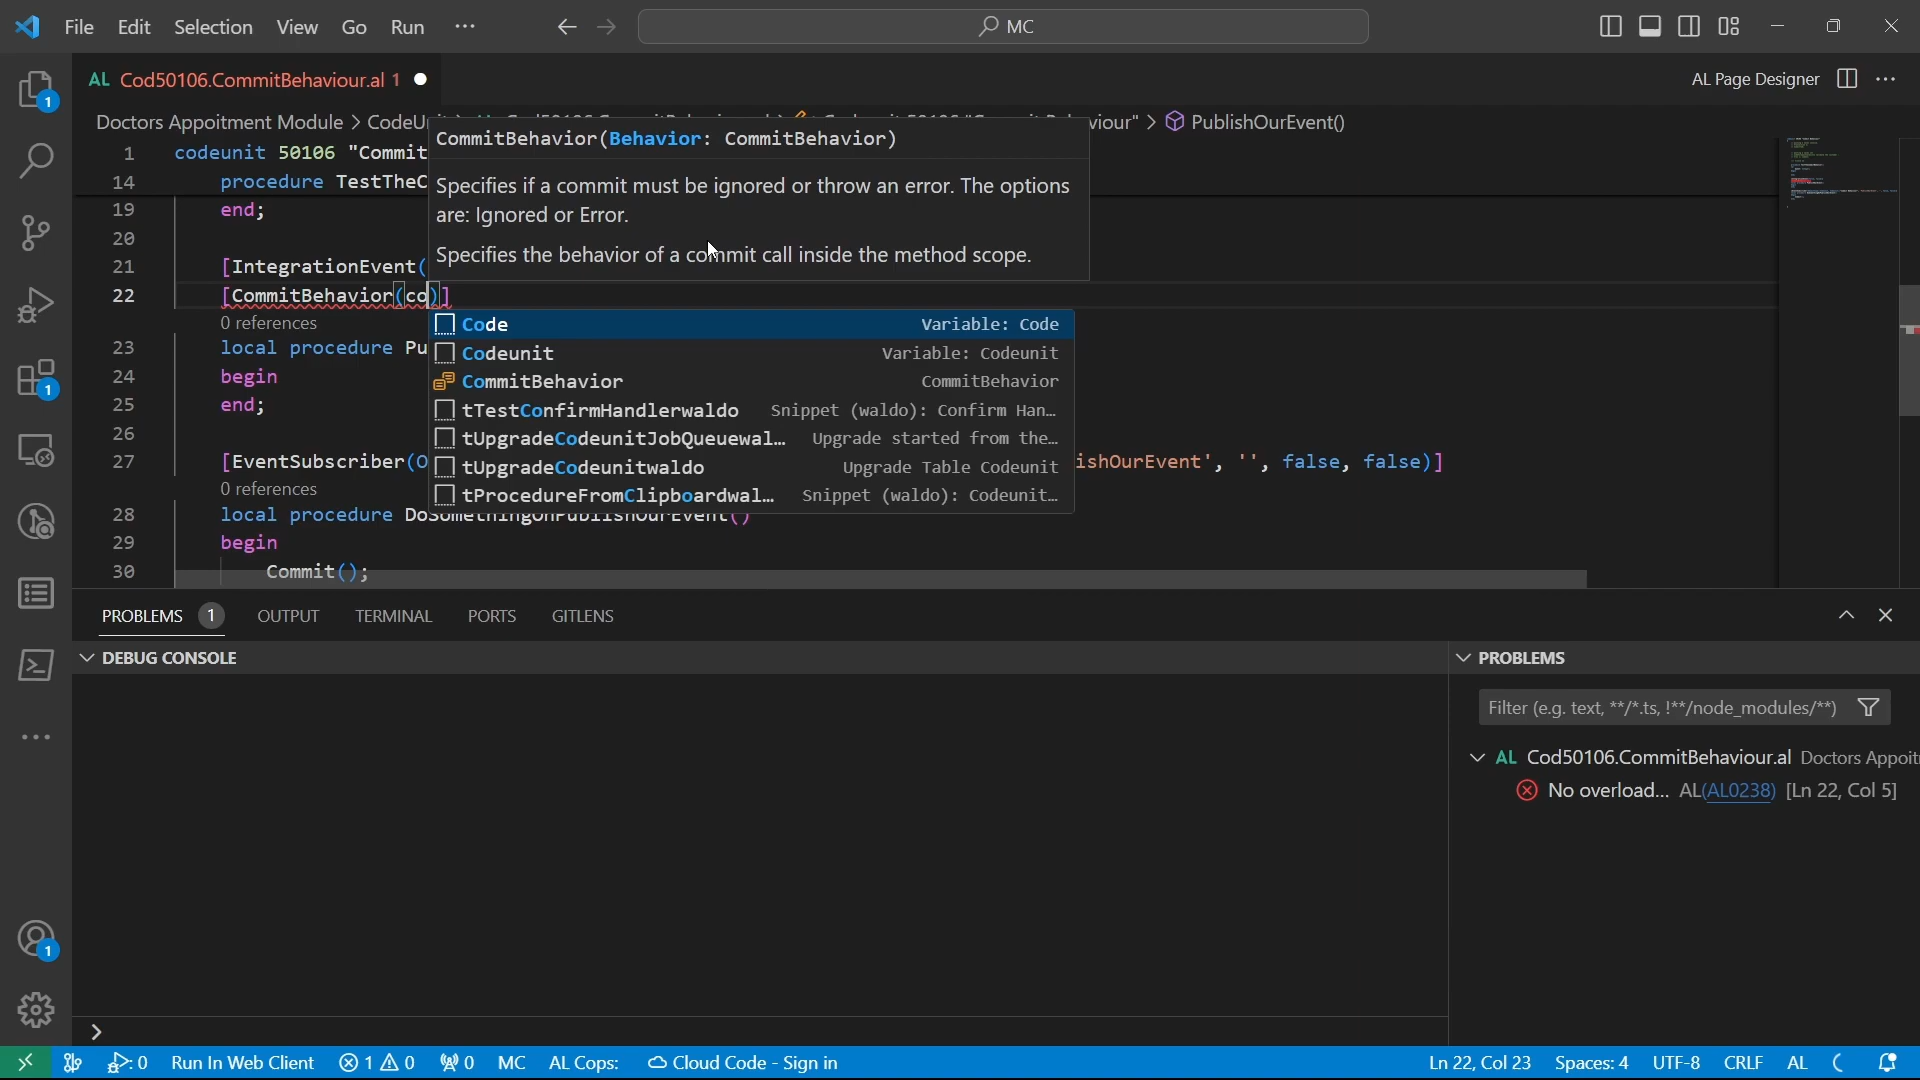 File Edit Selection View Go Run ···
MC
AL Cod50106.CommitBehaviour.al 1
AL Page Designer
Doctors Appoitment Module > CodeU
viour" > PublishOurEvent()
1 codeunit 50106 "Commit
14 procedure TestTheC
CommitBehavior(Behavior: CommitBehavior)
Specifies if a commit must be ignored or throw an error. The options
are: Ignored or Error.
Specifies the behavior of a commit call inside the method scope.
19 end;
20
21 [IntegrationEvent(
22 [CommitBehavior(co)]
0 references
23 local procedure Pu
24 begin
25 end;
26
27 [EventSubscriber(O
ishOurEvent', '', false, false)]
0 references
28 local procedure DoSomethingOnPublishOurEvent()
29 begin
30 Commit();
Code Variable: Code
Codeunit Variable: Codeunit
CommitBehavior CommitBehavior
tTestConfirmHandlerwaldo Snippet (waldo): Confirm Han…
tUpgradeCodeunitJobQueuewal… Upgrade started from the…
tUpgradeCodeunitwaldo Upgrade Table Codeunit
tProcedureFromClipboardwal… Snippet (waldo): Codeunit…
PROBLEMS 1 OUTPUT TERMINAL PORTS GITLENS
DEBUG CONSOLE
PROBLEMS
Filter (e.g. text, **/*.ts, !**/node_modules/**)
AL Cod50106.CommitBehaviour.al Doctors Appoit
No overload... AL(AL0238) [Ln 22, Col 5]
1
1
1
>
0 Run In Web Client 1 0 0 MC AL Cops: Cloud Code - Sign in
Ln 22, Col 23 Spaces: 4 UTF-8 CRLF AL